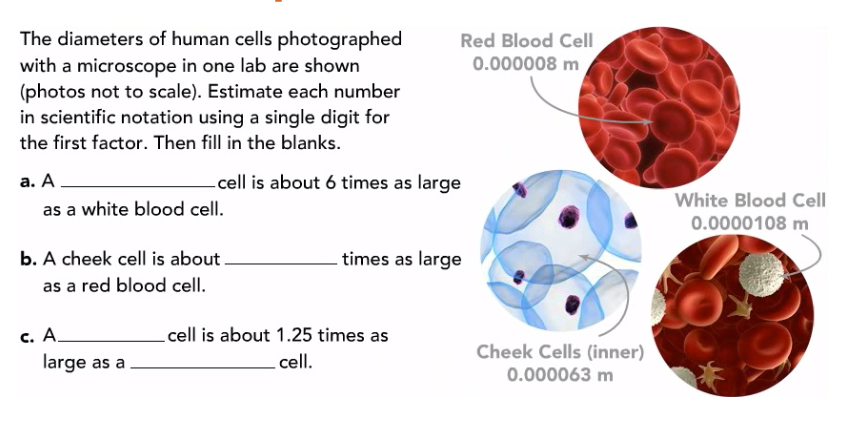 The diameters of human cells photographed
with a microscope in one lab are shown
(photos not to scale). Estimate each number
in scientific notation using a single digit for
the first factor. Then fill in the blanks.
a. A ________________ cell is about 6 times as large
as a white blood cell.
b. A cheek cell is about ____________ times as large
as a red blood cell.
c. A____________ cell is about 1.25 times as
large as a ________________ cell.
Red Blood Cell
0.000008 m
White Blood Cell
0.0000108 m
Cheek Cells (inner)
0.000063 m